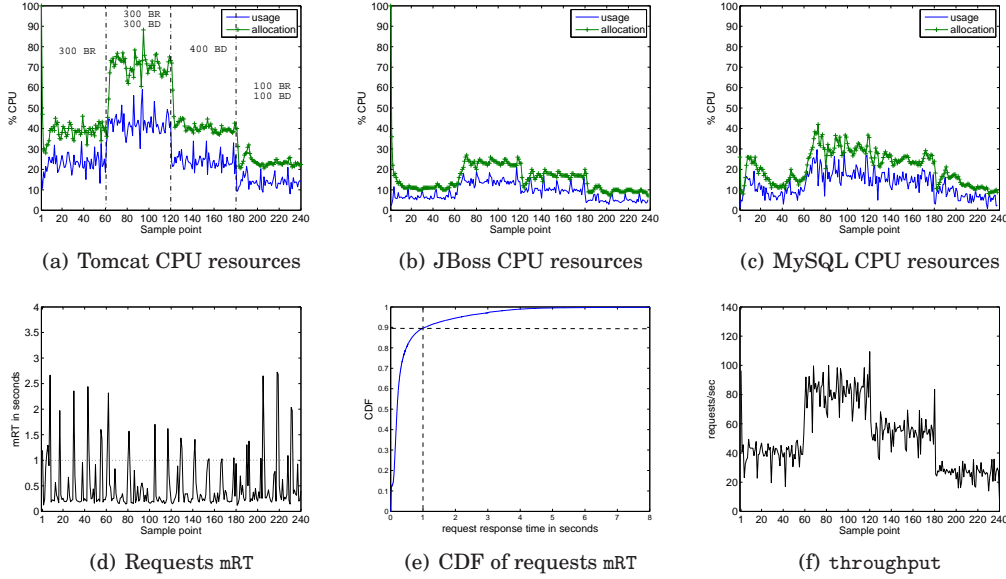 usage
allocation
300 BR
300 BR
300 BD
400 BD
100 BR
100 BD
100
90
80
70
60
50
40
30
20
10
0
% CPU
1 20 40 60 80 100 120 140 160 180 200 220 240
Sample point
(a) Tomcat CPU resources
usage
allocation
100
90
80
70
60
50
40
30
20
10
0
% CPU
1 20 40 60 80 100 120 140 160 180 200 220 240
Sample point
(b) JBoss CPU resources
usage
allocation
100
90
80
70
60
50
40
30
20
10
0
% CPU
1 20 40 60 80 100 120 140 160 180 200 220 240
Sample point
(c) MySQL CPU resources
4
3.5
3
2.5
2
1.5
1
0.5
0
mRT in seconds
1 20 40 60 80 100 120 140 160 180 200 220 240
Sample point
(d) Requests mRT
1
0.9
0.8
0.7
0.6
0.5
0.4
0.3
0.2
0.1
0
CDF
0 1 2 3 4 5 6 7 8
request response time in seconds
(e) CDF of requests mRT
140
120
100
80
60
40
20
0
requests/sec
1 20 40 60 80 100 120 140 160 180 200 220 240
Sample point
(f) throughput